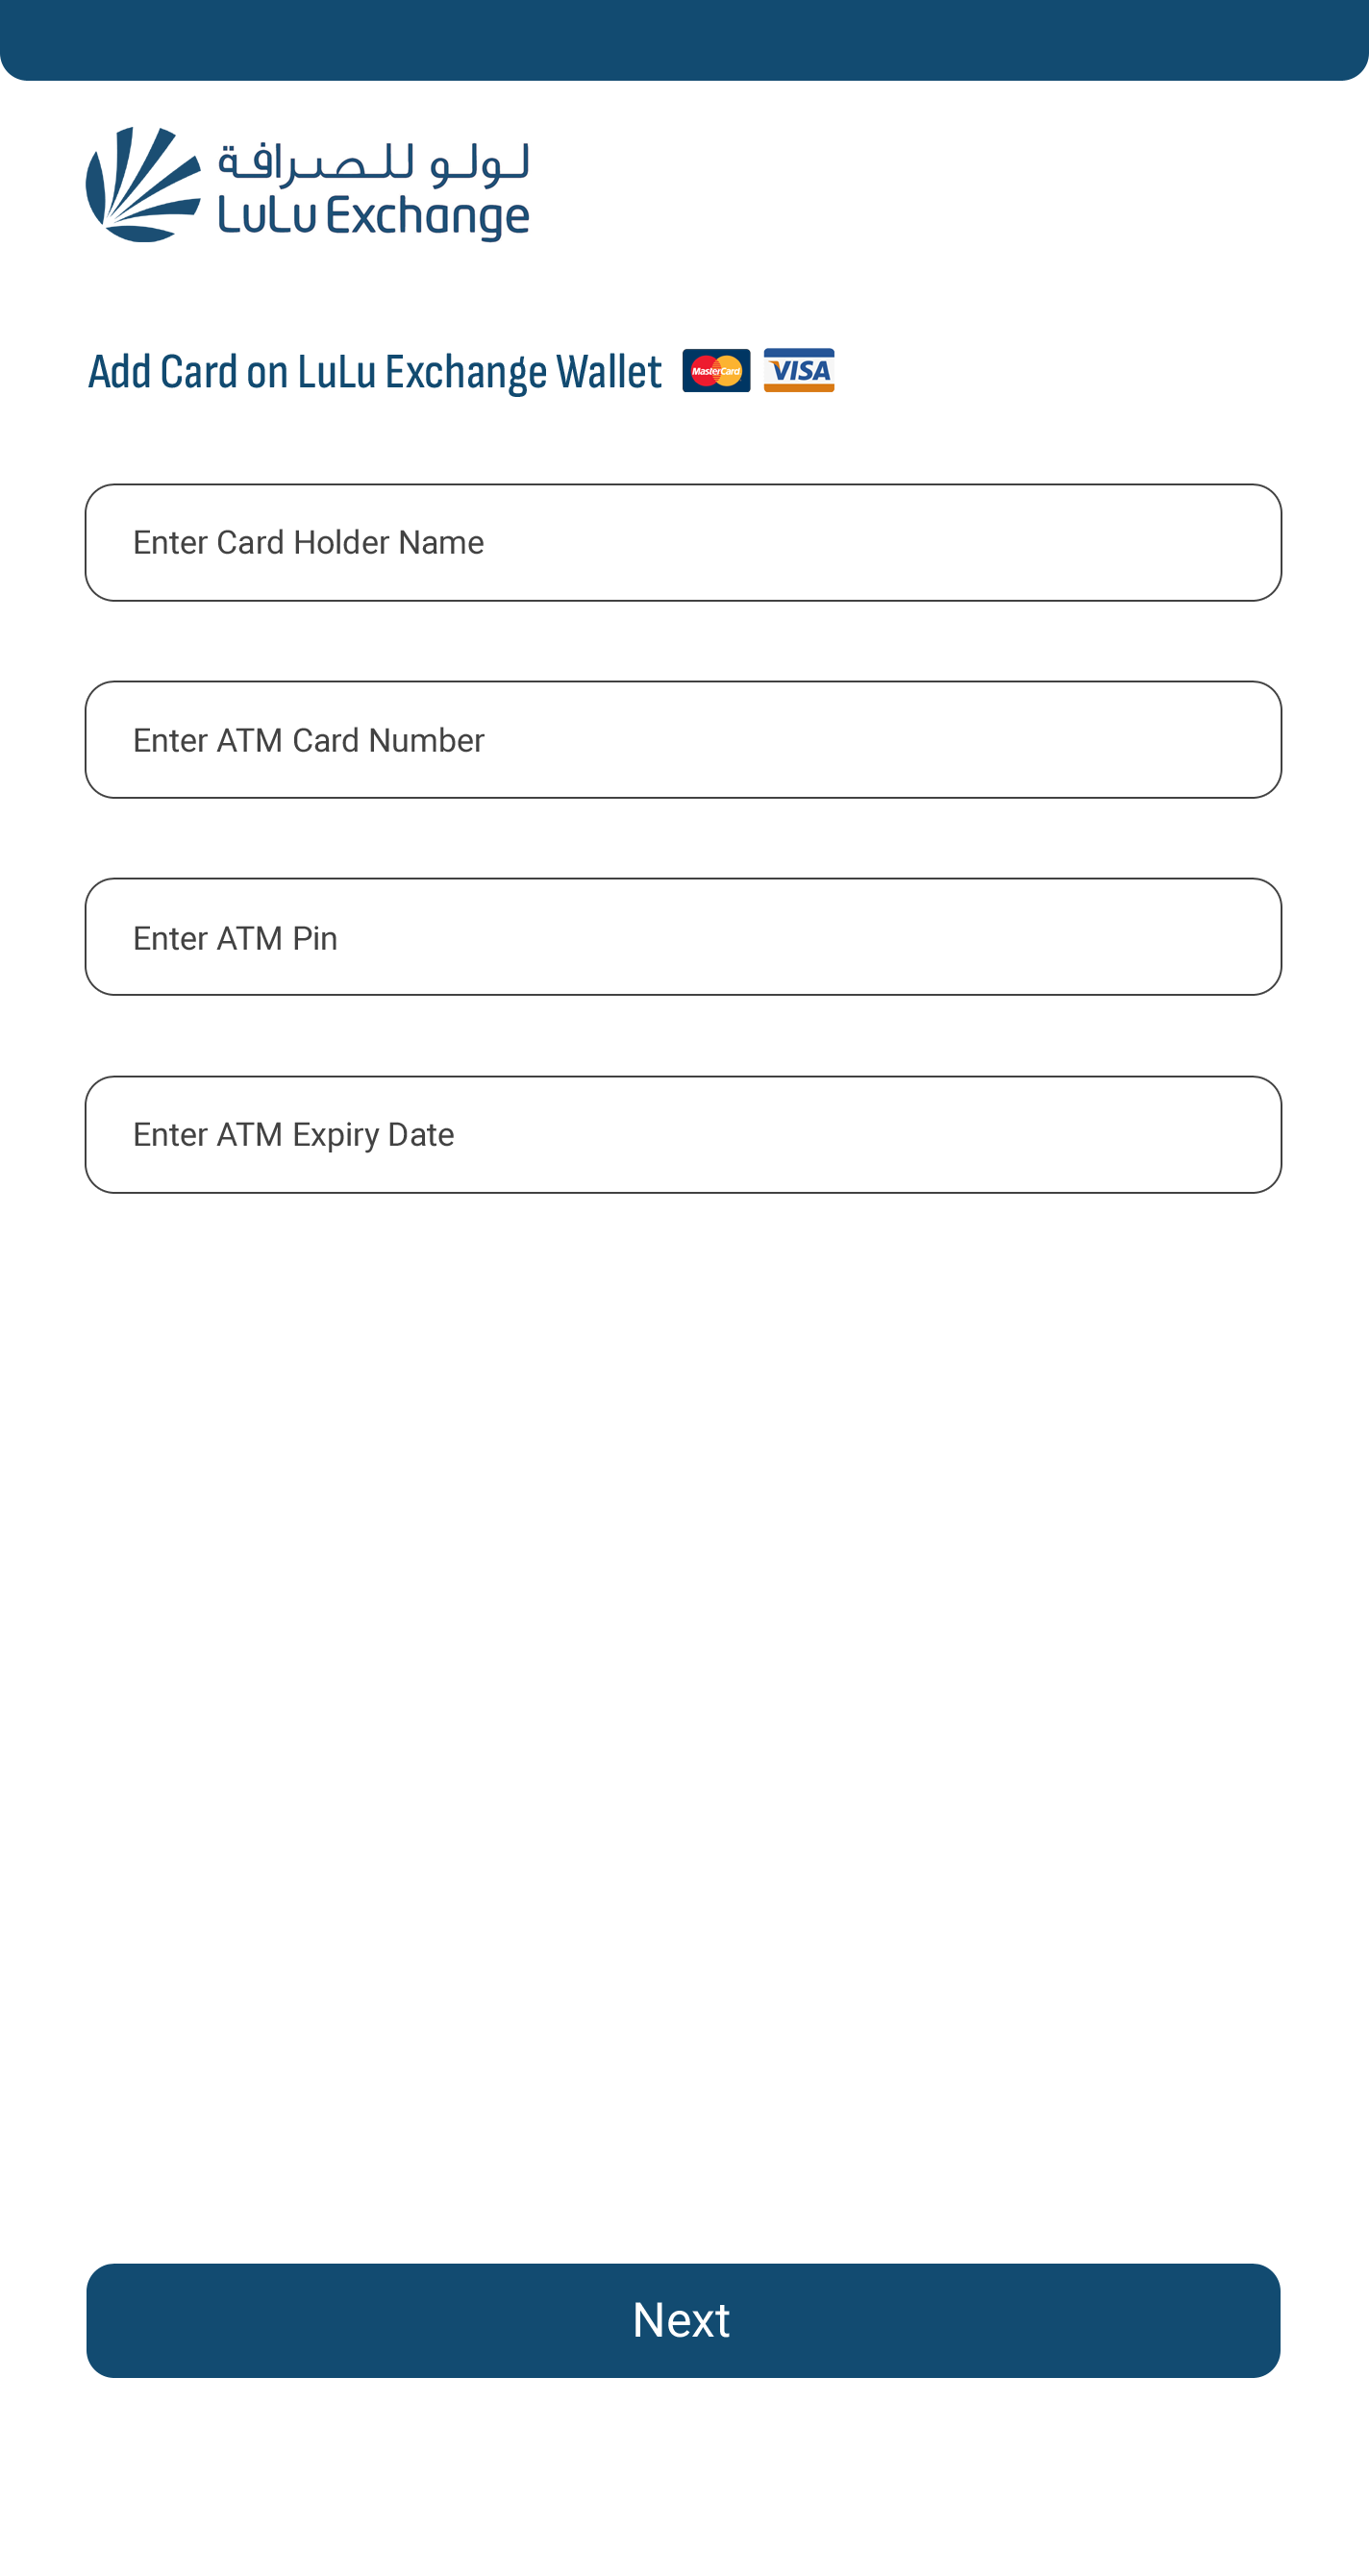 لولو للصرافة
LuLu Exchange
Add Card on LuLu Exchange Wallet MasterCard VISA
Enter Card Holder Name
Enter ATM Card Number
Enter ATM Pin
Enter ATM Expiry Date
Next